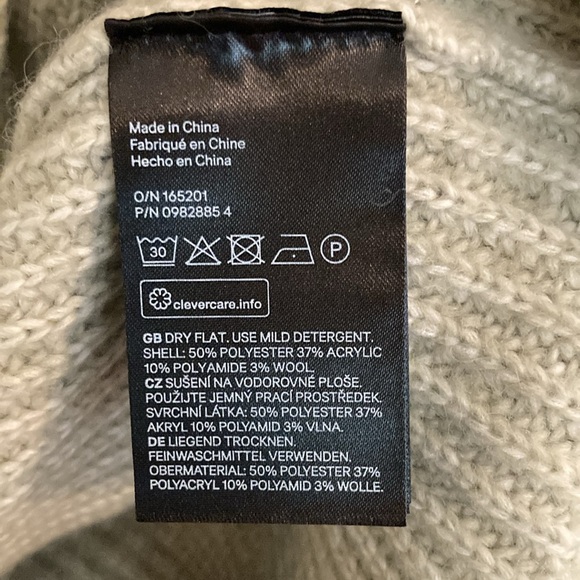 Made in China
Fabriqué en Chine
Hecho en China
O/N 165201
P/N 0982885 4
30 P
clevercare.info
GB DRY FLAT. USE MILD DETERGENT.
SHELL: 50% POLYESTER 37% ACRYLIC
10% POLYAMIDE 3% WOOL.
CZ SUŠENÍ NA VODOROVNÉ PLOŠE.
POUŽIJTE JEMNÝ PRACÍ PROSTŘEDEK.
SVRCHNÍ LÁTKA: 50% POLYESTER 37%
AKRYL 10% POLYAMID 3% VLNA.
DE LIEGEND TROCKNEN.
FEINWASCHMITTEL VERWENDEN.
OBERMATERIAL: 50% POLYESTER 37%
POLYACRYL 10% POLYAMID 3% WOLLE.